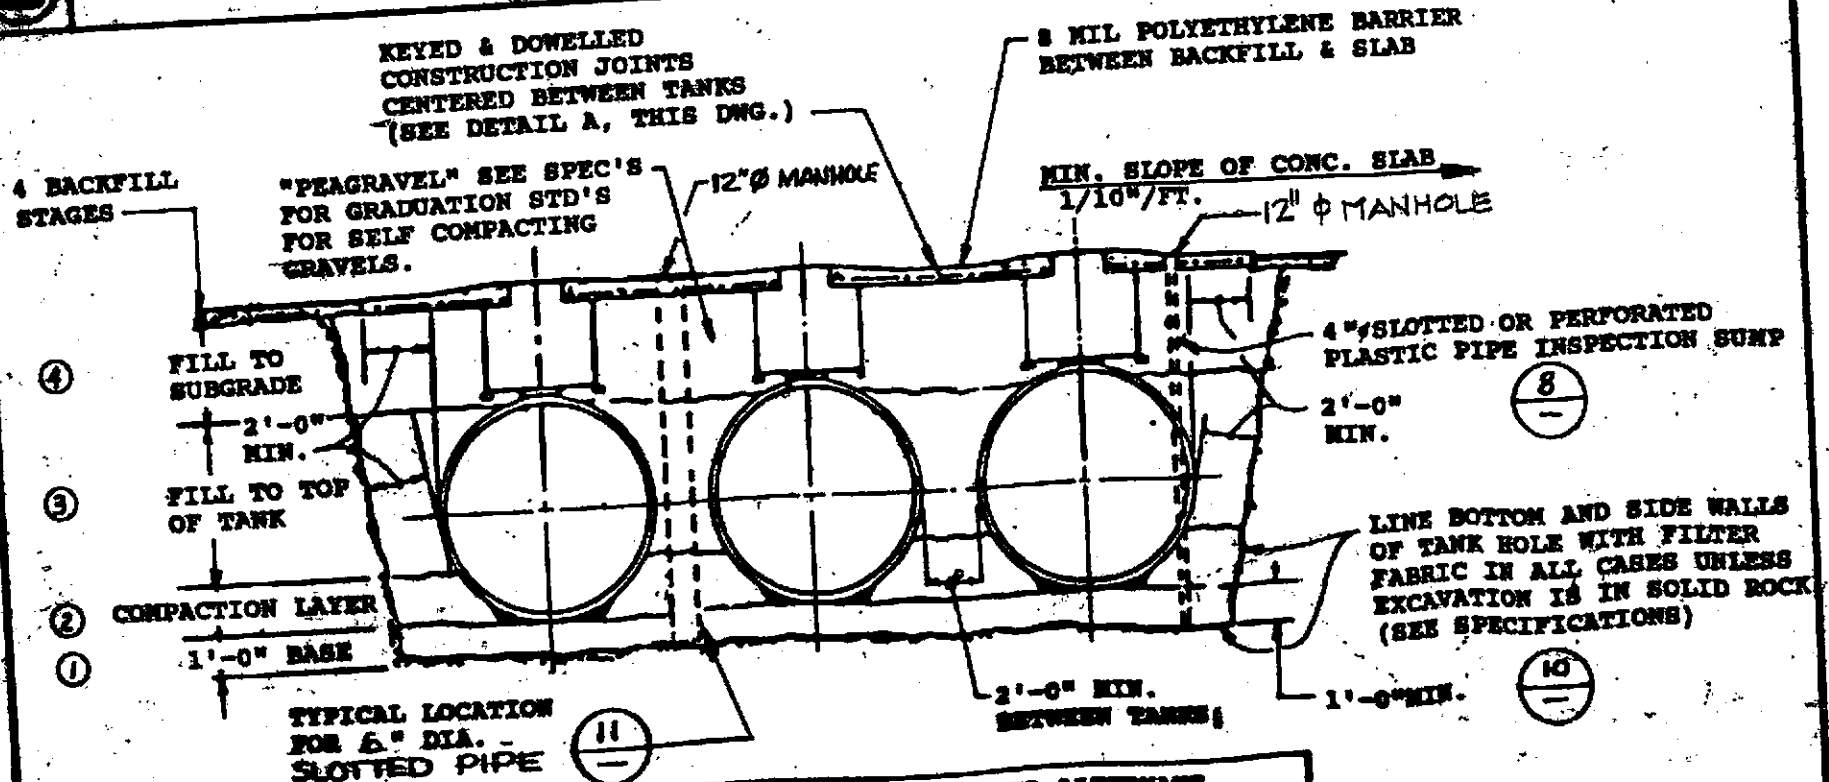 KEYED & DOWELLED
CONSTRUCTION JOINTS
CENTERED BETWEEN TANKS
(SEE DETAIL A, THIS DWG.)
8 MIL POLYETHYLENE BARRIER
BETWEEN BACKFILL & SLAB
4 BACKFILL
STAGES
"PEAGRAVEL" SEE SPEC'S
FOR GRADUATION STD'S
FOR SELF COMPACTING
GRAVELS.
12"Ø MANHOLE
MIN. SLOPE OF CONC. SLAB
1/10"/FT.
12" Φ MANHOLE
4"ø SLOTTED OR PERFORATED
PLASTIC PIPE INSPECTION SUMP
8
—
④
FILL TO
SUBGRADE
2'-0"
MIN.
2'-0"
MIN.
③
FILL TO TOP
OF TANK
LINE BOTTOM AND SIDE WALLS
OF TANK HOLE WITH FILTER
FABRIC IN ALL CASES UNLESS
EXCAVATION IS IN SOLID ROCK
(SEE SPECIFICATIONS)
10
—
② COMPACTION LAYER
① 1'-0" BASE
TYPICAL LOCATION
FOR 6" DIA.
SLOTTED PIPE
11
—
2'-0" MIN.
BETWEEN TANKS
1'-0"MIN.